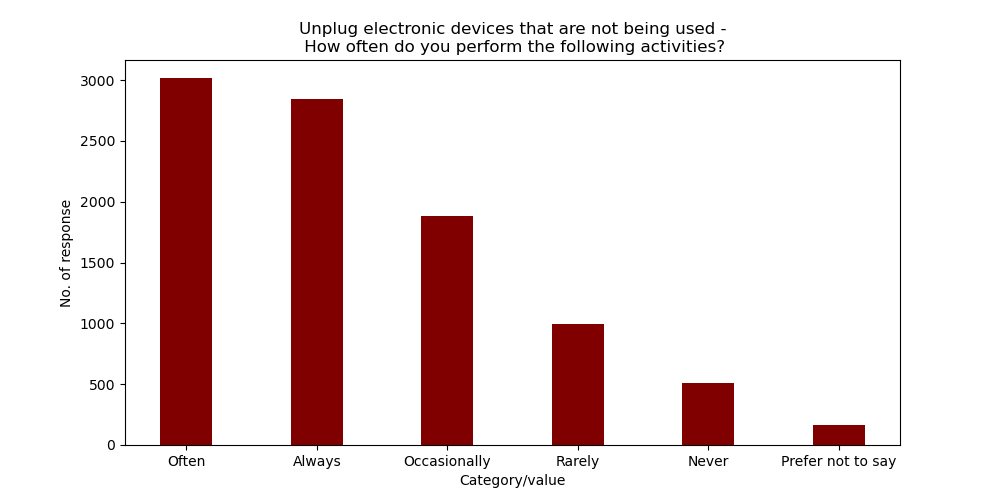 Unplug electronic devices that are not being used -
How often do you perform the following activities?
3000
2500
2000
1500
1000
500
0
No. of response
Often
Always
Occasionally
Rarely
Never
Prefer not to say
Category/value